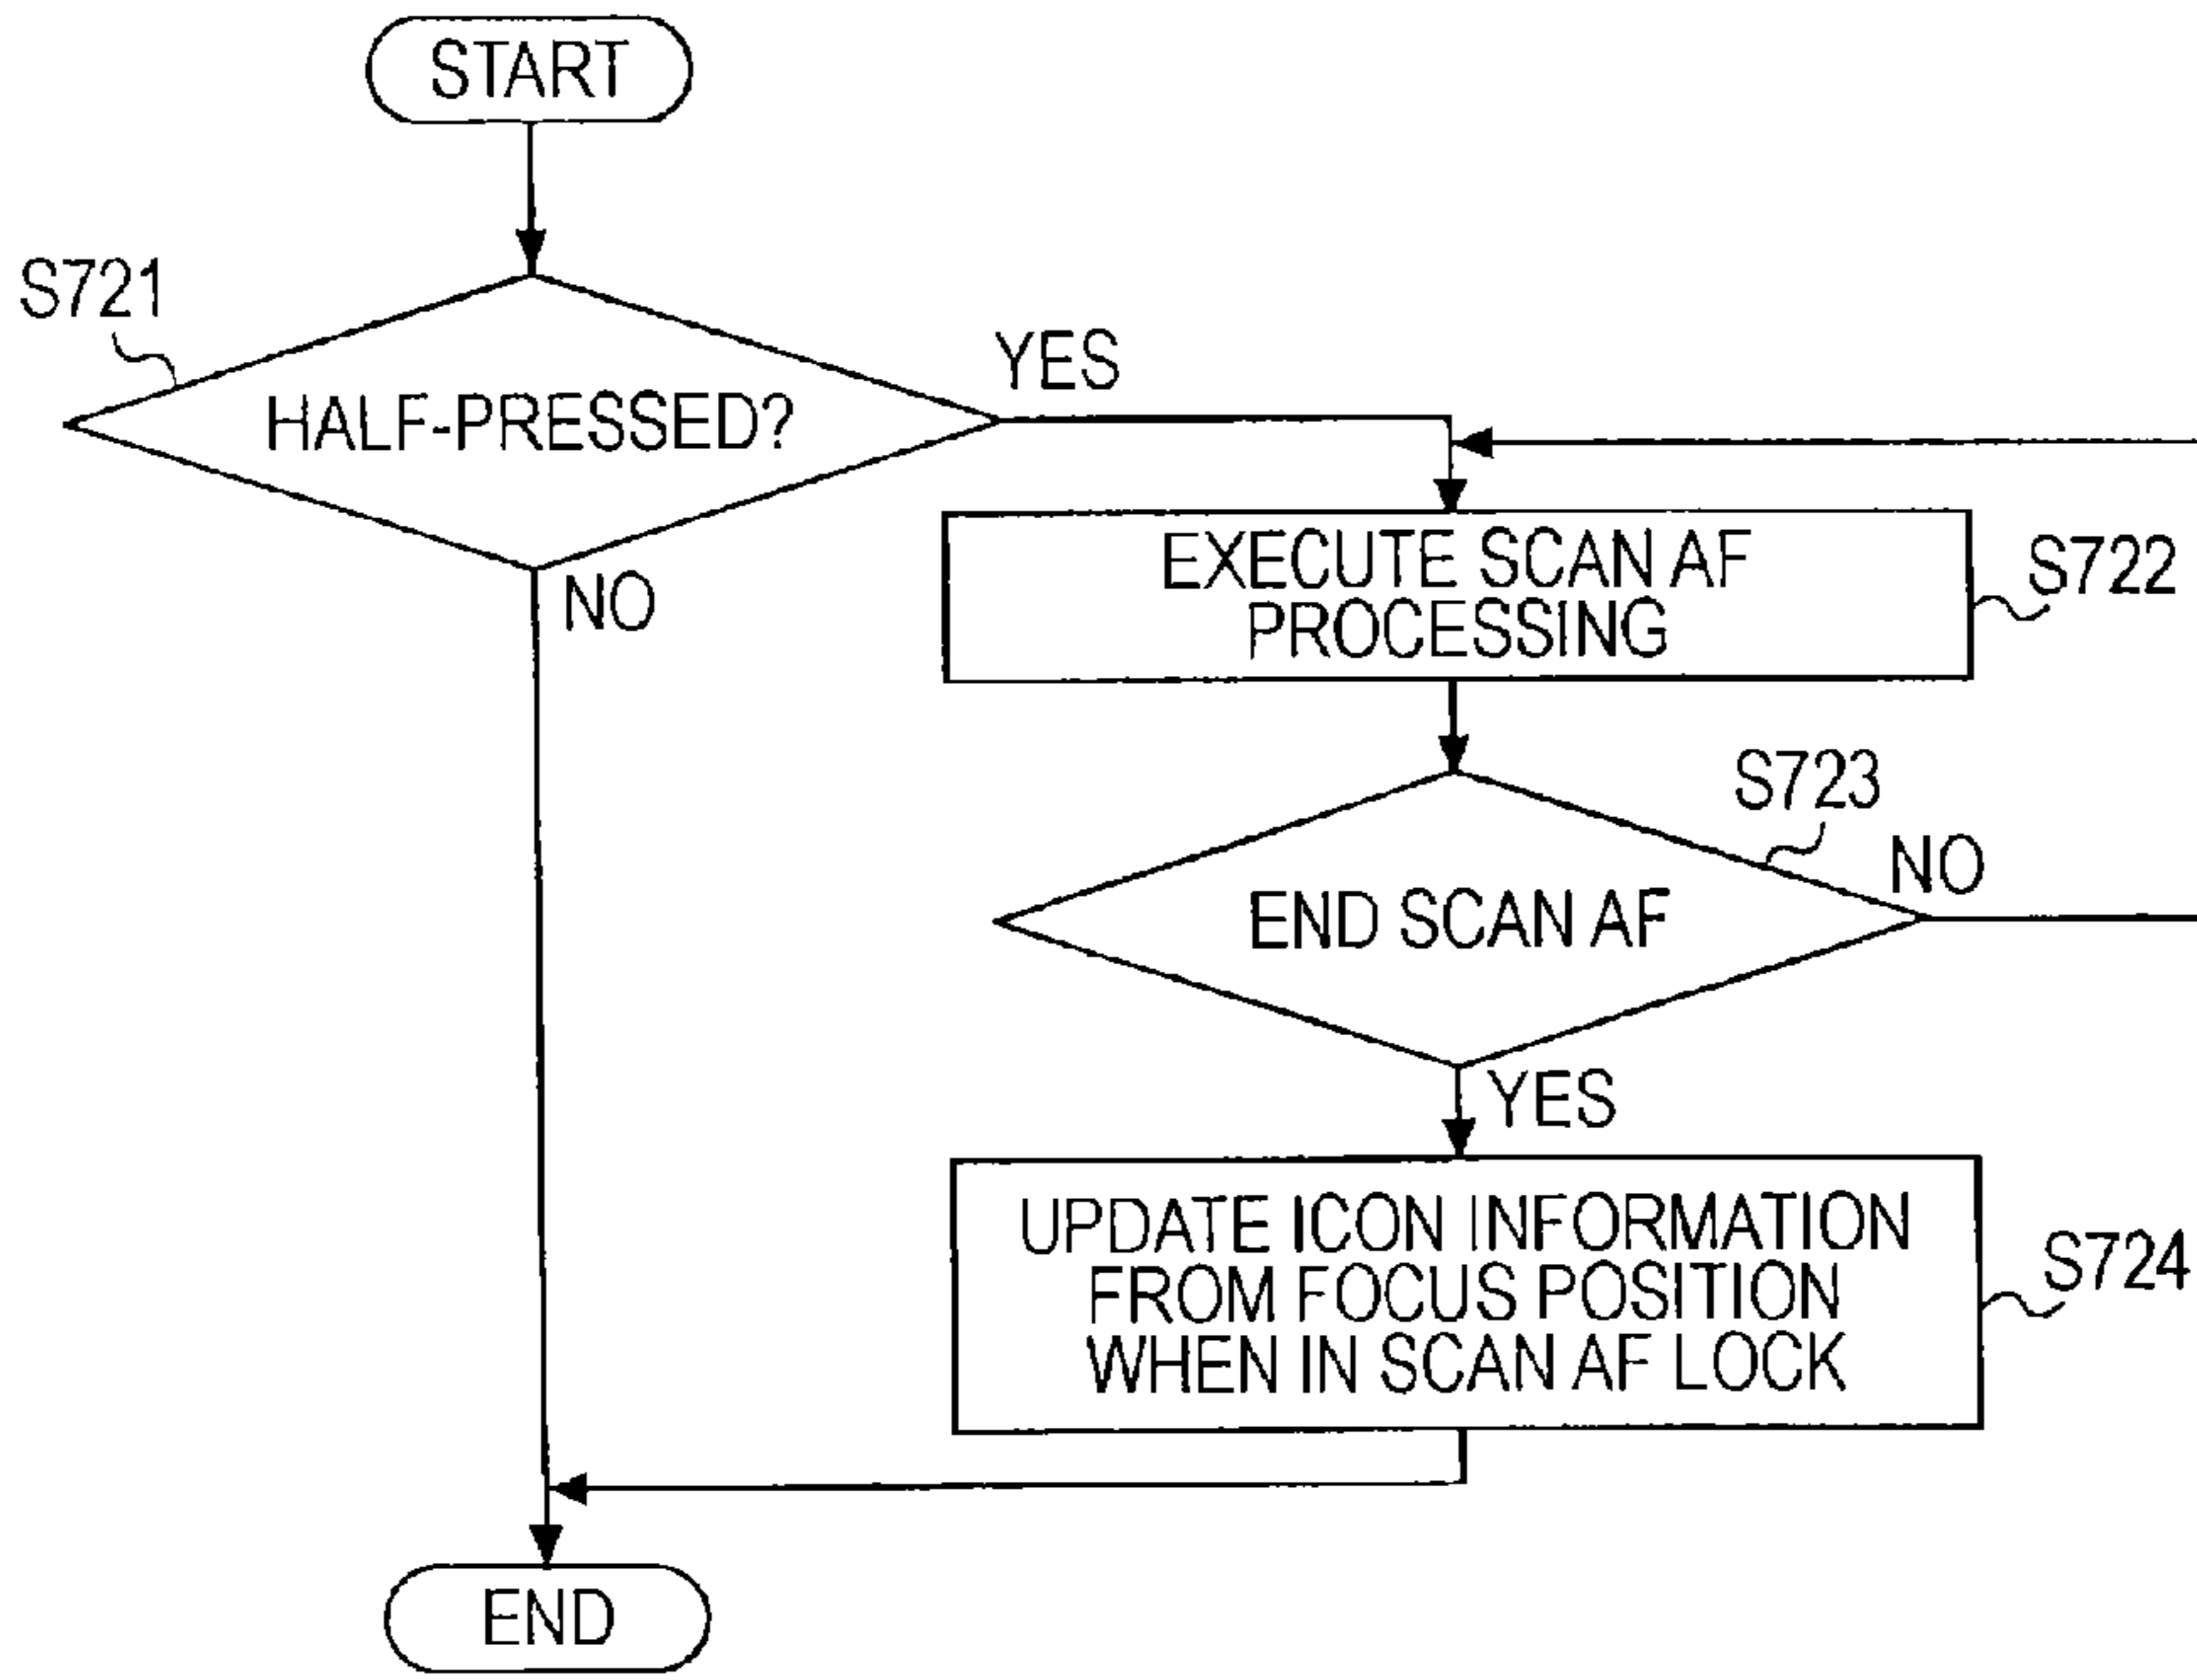 START
S721
HALF-PRESSED?
YES
NO
EXECUTE SCAN AF
PROCESSING
S722
S723
END SCAN AF
NO
YES
UPDATE ICON INFORMATION
FROM FOCUS POSITION
WHEN IN SCAN AF LOCK
S724
END